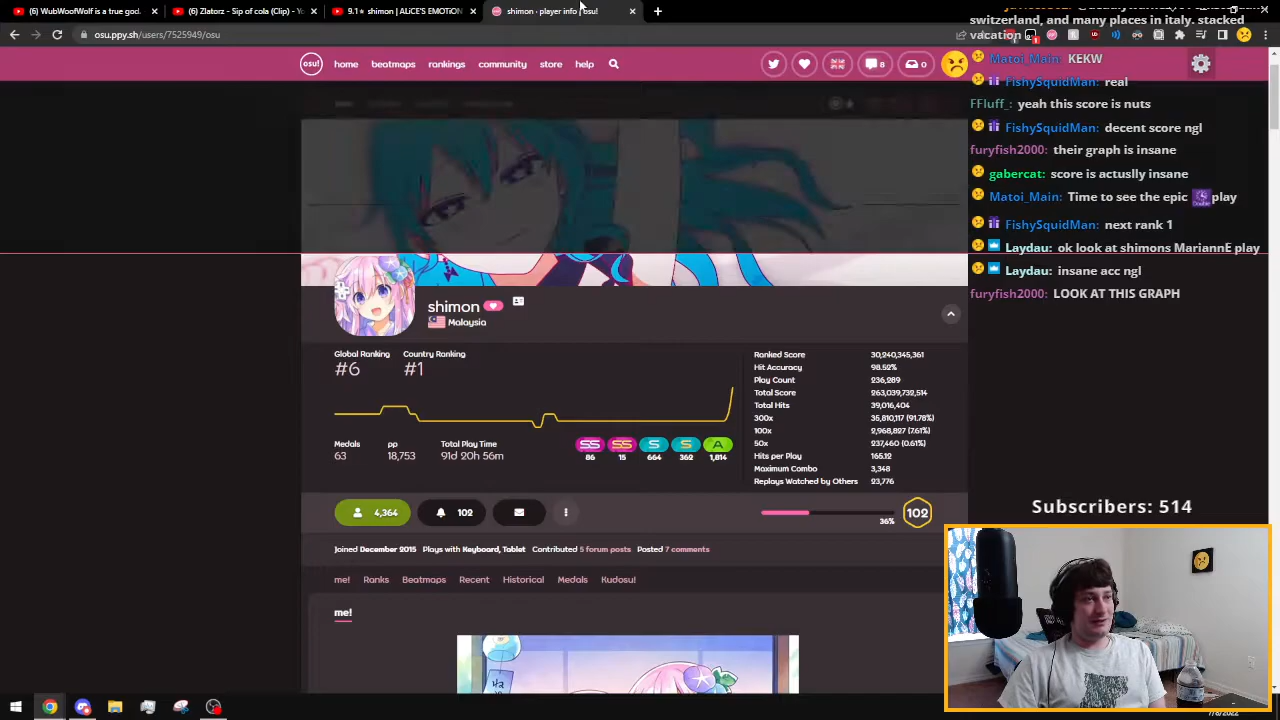 (6) WubWoofWolf is a true god.
(6) Zlatorz - Sip of cola (Clip) - Yo
9.1★ shimon | ALiCE'S EMOTiON
shimon · player info | osu!
osu.ppy.sh/users/7525949/osu
osu!
home
beatmaps
rankings
community
store
help
8
0
switzerland, and many places in italy. stacked
vacation
Matoi_Main: KEKW
FishySquidMan: real
FFluff_: yeah this score is nuts
FishySquidMan: decent score ngl
furyfish2000: their graph is insane
gabercat: score is actuslly insane
Matoi_Main: Time to see the epic play
FishySquidMan: next rank 1
Laydau: ok look at shimons MariannE play
Laydau: insane acc ngl
furyfish2000: LOOK AT THIS GRAPH
shimon
Malaysia
Global Ranking
#6
Country Ranking
#1
Medals
63
pp
18,753
Total Play Time
91d 20h 56m
SS
86
SS
15
S
664
S
362
A
1,814
Ranked Score 30,240,345,361
Hit Accuracy 98.52%
Play Count 236,289
Total Score 263,039,732,514
Total Hits 39,016,404
300x 35,810,117 (91.78%)
100x 2,968,827 (7.61%)
50x 237,460 (0.61%)
Hits per Play 165.12
Maximum Combo 3,348
Replays Watched by Others 23,776
4,364
102
36%
102
Joined December 2015 Plays with Keyboard, Tablet Contributed 5 forum posts Posted 7 comments
me!
Ranks
Beatmaps
Recent
Historical
Medals
Kudosu!
me!
Subscribers: 514